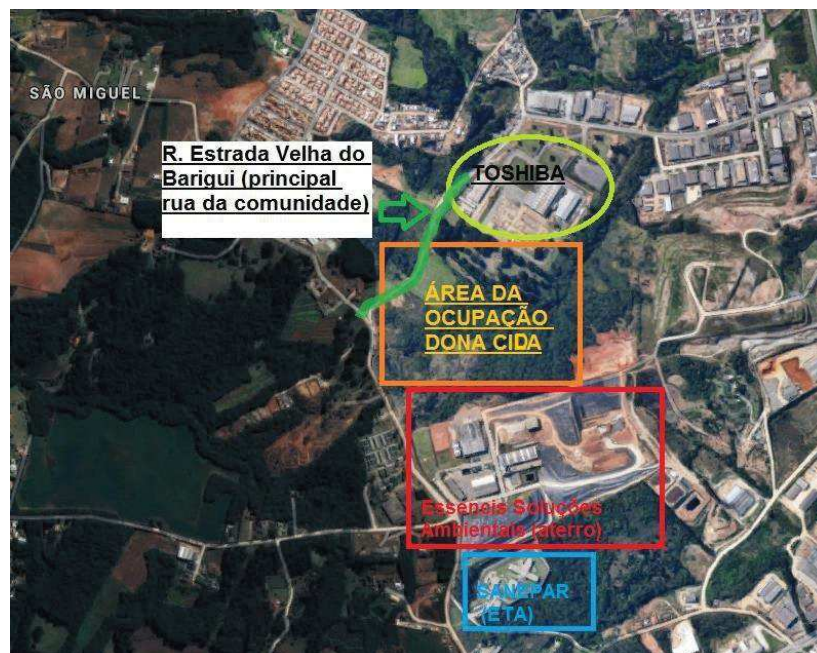 SÃO MIGUEL
R. Estrada Velha do
Barigui (principal
rua da comunidade)
TOSHIBA
ÁREA DA
OCUPAÇÃO
DONA CIDA
Essencis Soluções
Ambientais (aterro)
SANEPAR
(ETA)